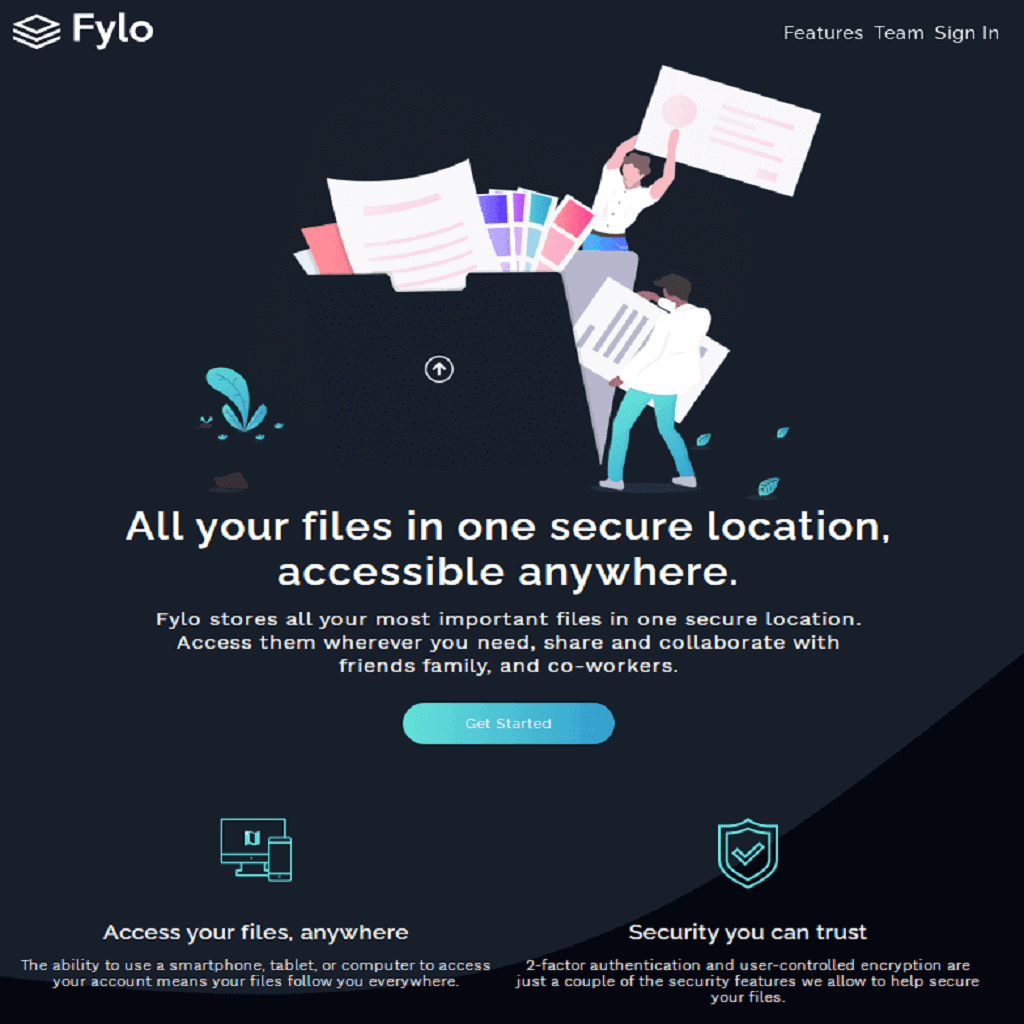 Fylo
Features Team Sign In
All your files in one secure location,
accessible anywhere.
Fylo stores all your most important files in one secure location.
Access them wherever you need, share and collaborate with
friends family, and co-workers.
Get Started
Access your files, anywhere
The ability to use a smartphone, tablet, or computer to access
your account means your files follow you everywhere.
Security you can trust
2-factor authentication and user-controlled encryption are
just a couple of the security features we allow to help secure
your files.